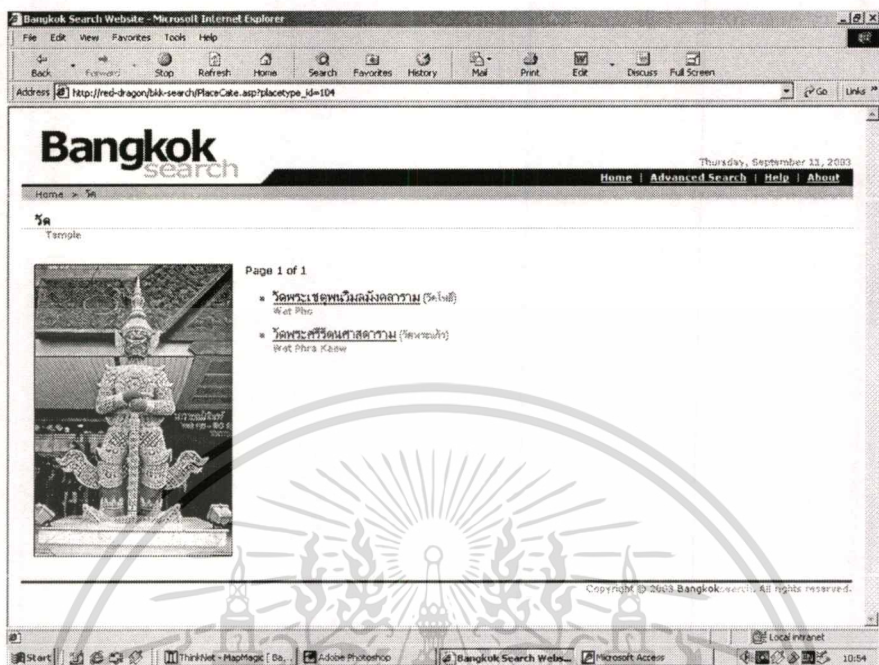 Bangkok Search Website - Microsoft Internet Explorer
File Edit View Favorites Tools Help
Back Forward Stop Refresh Home Search Favorites History Mail Print Edit Discuss Full Screen
Address http://red-dragon/bkk-search/PlaceCate.asp?placetype_id=104 Go Links
Bangkok
search
Thursday, September 11, 2003
Home | Advanced Search | Help | About
Home > วัด
วัด
Temple
Page 1 of 1
วัดพระเชตุพนวิมลมังคลาราม (วัดโพธิ์)
Wat Pho
วัดพระศรีรัตนศาสดาราม (วัดพระแก้ว)
Wat Phra Kaew
Copyright © 2003 Bangkoksearch. All rights reserved.
Local intranet
Start ThinkNet - MapMagic [ Ba... Adobe Photoshop Bangkok Search Webs... Microsoft Access 10:54